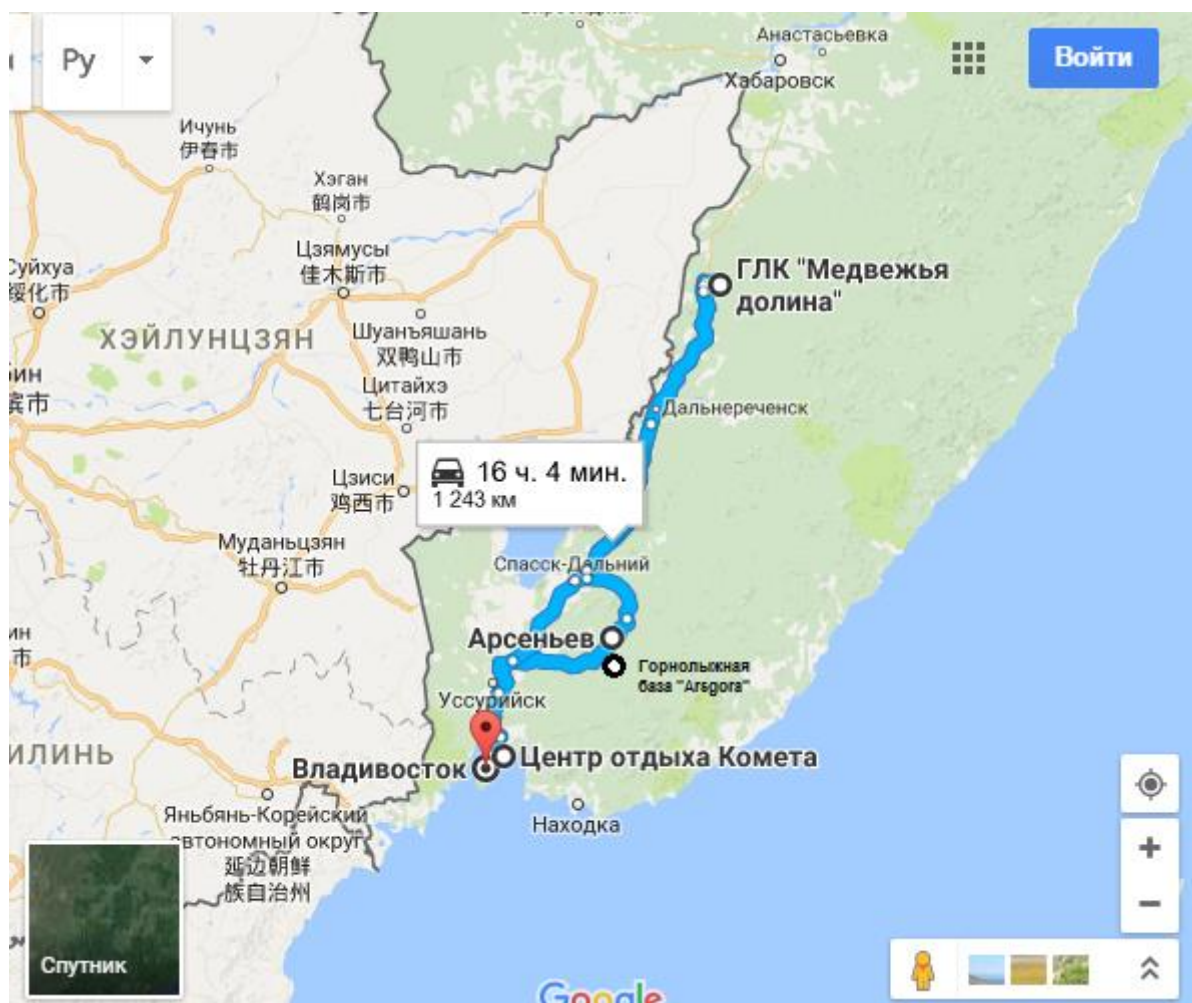 Ру
Войти
Анастасьевка
Хабаровск
Ичунь
伊春市
Хэган
鹤岗市
Цзямусы
佳木斯市
Суйхуа
绥化市
ГЛК "Медвежья
долина"
ХЭЙЛУНЦЗЯН
Шуанъяшань
双鸭山市
Цитайхэ
七台河市
Дальнереченск
16 ч. 4 мин.
1 243 км
Цзиси
鸡西市
Муданьцзян
牡丹江市
Спасск-Дальний
Арсеньев
Горнолыжная
база "Arsgora"
Уссурийск
Центр отдыха Комета
Владивосток
ИЛИНЬ
Находка
Яньбянь-Корейский
автономный округ
延边朝鲜
族自治州
Спутник
Google